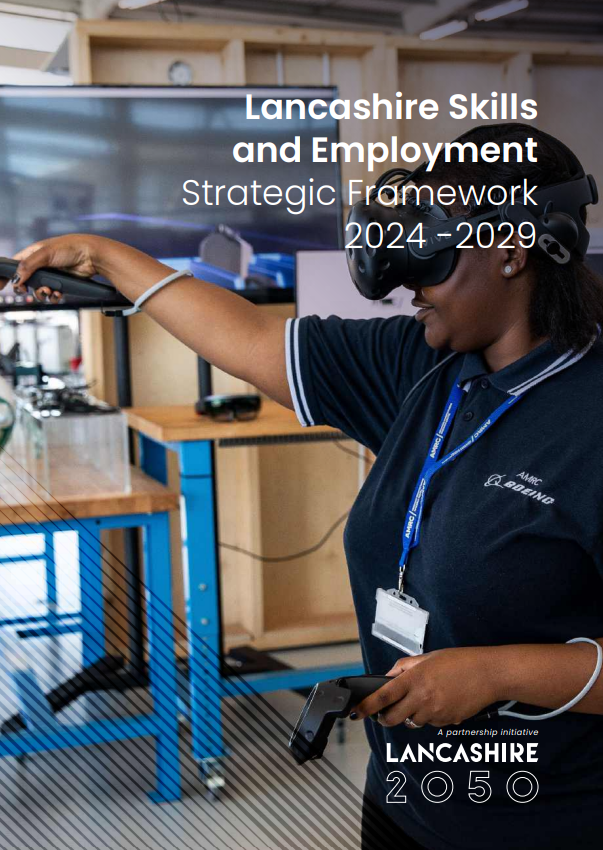 Lancashire Skills
and Employment
Strategic Framework
2024 -2029
AMRC
BOEING
A partnership initiative
LANCASHIRE
2050